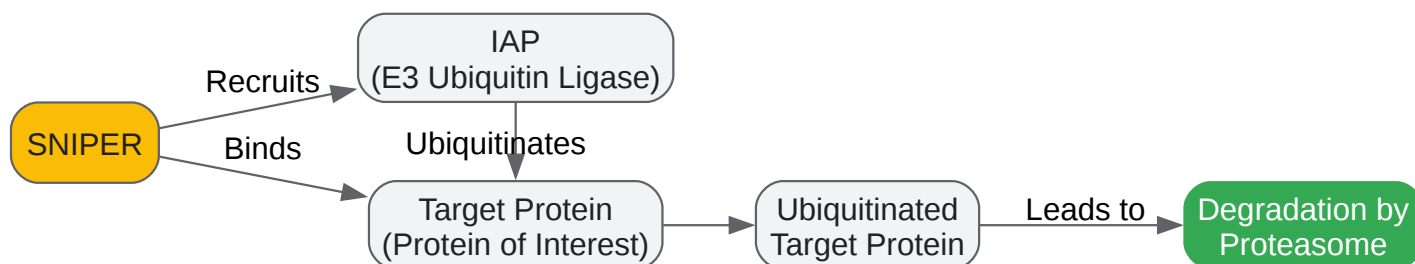 SNIPER
Recruits
Binds
IAP
(E3 Ubiquitin Ligase)
Ubiquitinates
Target Protein
(Protein of Interest)
Ubiquitinated
Target Protein
Leads to
Degradation by
Proteasome